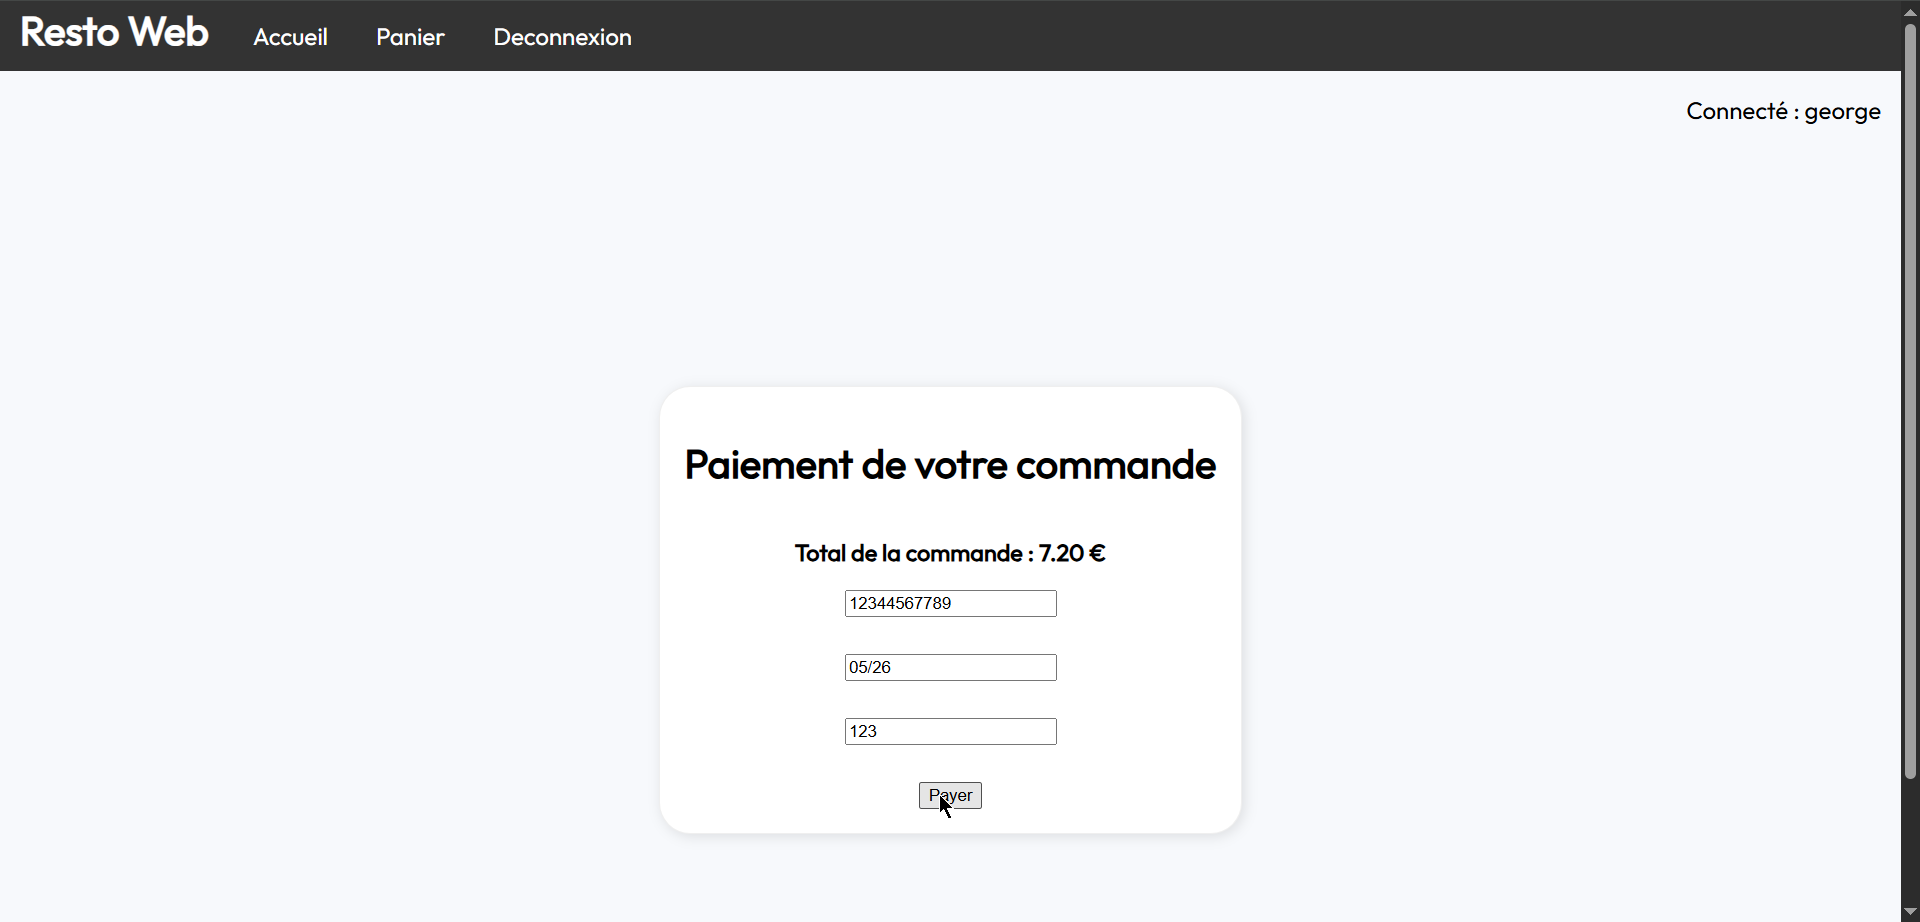 Resto Web Accueil Panier Deconnexion
Connecté : george
Paiement de votre commande
Total de la commande : 7.20 €
12344567789
05/26
123
Payer